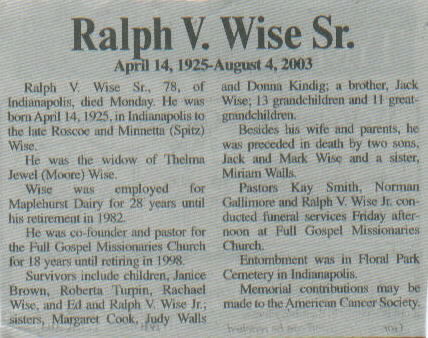 Ralph V. Wise Sr.
April 14, 1925-August 4, 2003
Ralph V. Wise Sr., 78, of
Indianapolis, died Monday. He was
born April 14, 1925, in Indianapolis to
the late Roscoe and Minnetta (Spitz)
Wise.
He was the widow of Thelma
Jewel (Moore) Wise.
Wise was employed for
Maplehurst Dairy for 28 years until
his retirement in 1982.
He was co-founder and pastor for
the Full Gospel Missionaries Church
for 18 years until retiring in 1998.
Survivors include children, Janice
Brown, Roberta Turpin, Rachael
Wise, and Ed and Ralph V. Wise Jr.;
sisters, Margaret Cook, Judy Walls
and Donna Kindig; a brother, Jack
Wise; 13 grandchildren and 11 great-
grandchildren.
Besides his wife and parents, he
was preceded in death by two sons,
Jack and Mark Wise and a sister,
Miriam Walls.
Pastors Kay Smith, Norman
Gallimore and Ralph V. Wise Jr. con-
ducted funeral services Friday after-
noon at Full Gospel Missionaries
Church.
Entombment was in Floral Park
Cemetery in Indianapolis.
Memorial contributions may be
made to the American Cancer Society.